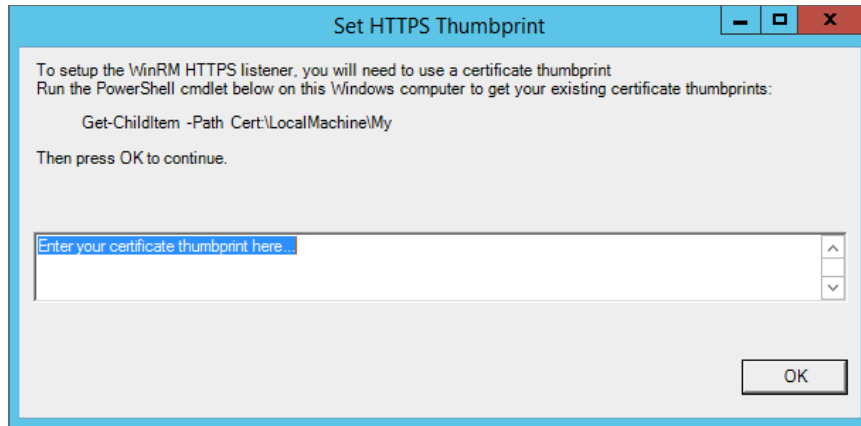 Set HTTPS Thumbprint
To setup the WinRM HTTPS listener, you will need to use a certificate thumbprint
Run the PowerShell cmdlet below on this Windows computer to get your existing certificate thumbprints:
Get-ChildItem -Path Cert:\LocalMachine\My
Then press OK to continue.
Enter your certificate thumbprint here...
OK